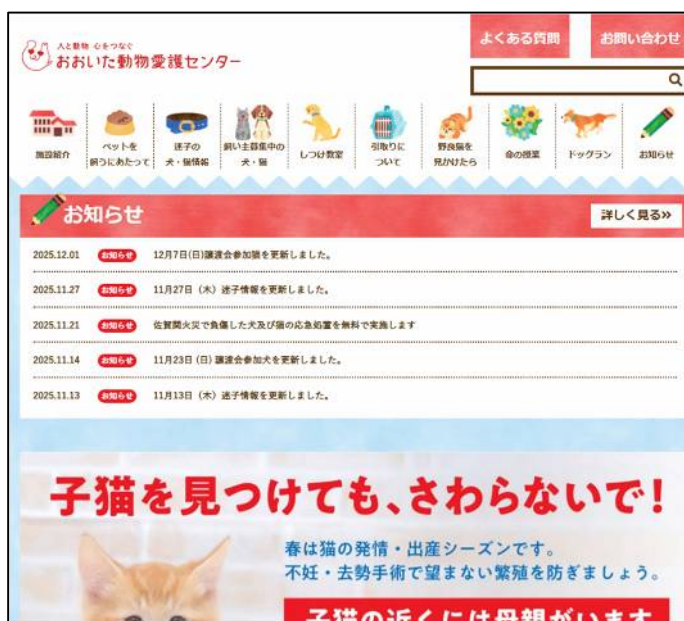 よくある質問
お問い合わせ
人と動物 心をつなぐ
おおいた動物愛護センター
施設紹介
ペットを
飼うにあたって
迷子の
犬・猫情報
飼い主募集中の
犬・猫
しつけ教室
引取りに
ついて
野良猫を
見かけたら
命の授業
ドッグラン
お知らせ
お知らせ
詳しく見る»
2025.12.01 お知らせ 12月7日(日)譲渡会参加猫を更新しました。
2025.11.27 お知らせ 11月27日（木）迷子情報を更新しました。
2025.11.21 お知らせ 佐賀関火災で負傷した犬及び猫の応急処置を無料で実施します
2025.11.14 お知らせ 11月23日 (日) 譲渡会参加犬を更新しました。
2025.11.13 お知らせ 11月13日（木）迷子情報を更新しました。
子猫を見つけても、さわらないで！
春は猫の発情・出産シーズンです。
不妊・去勢手術で望まない繁殖を防ぎましょう。
子猫の近くには母親がいます